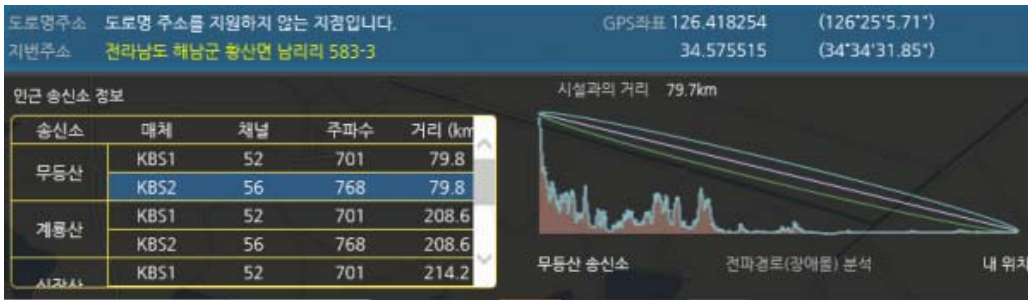 도로명주소 도로명 주소를 지원하지 않는 지점입니다. GPS좌표 126.418254 (126°25'5.71")
지번주소 전라남도 해남군 황산면 남리리 583-3 34.575515 (34°34'31.85")
인근 송신소 정보
시설과의 거리 79.7km
송신소 매체 채널 주파수 거리 (km
무등산 KBS1 52 701 79.8
KBS2 56 768 79.8
계룡산 KBS1 52 701 208.6
KBS2 56 768 208.6
KBS1 52 701 214.2
무등산 송신소 전파경로(장애물) 분석 내 위치